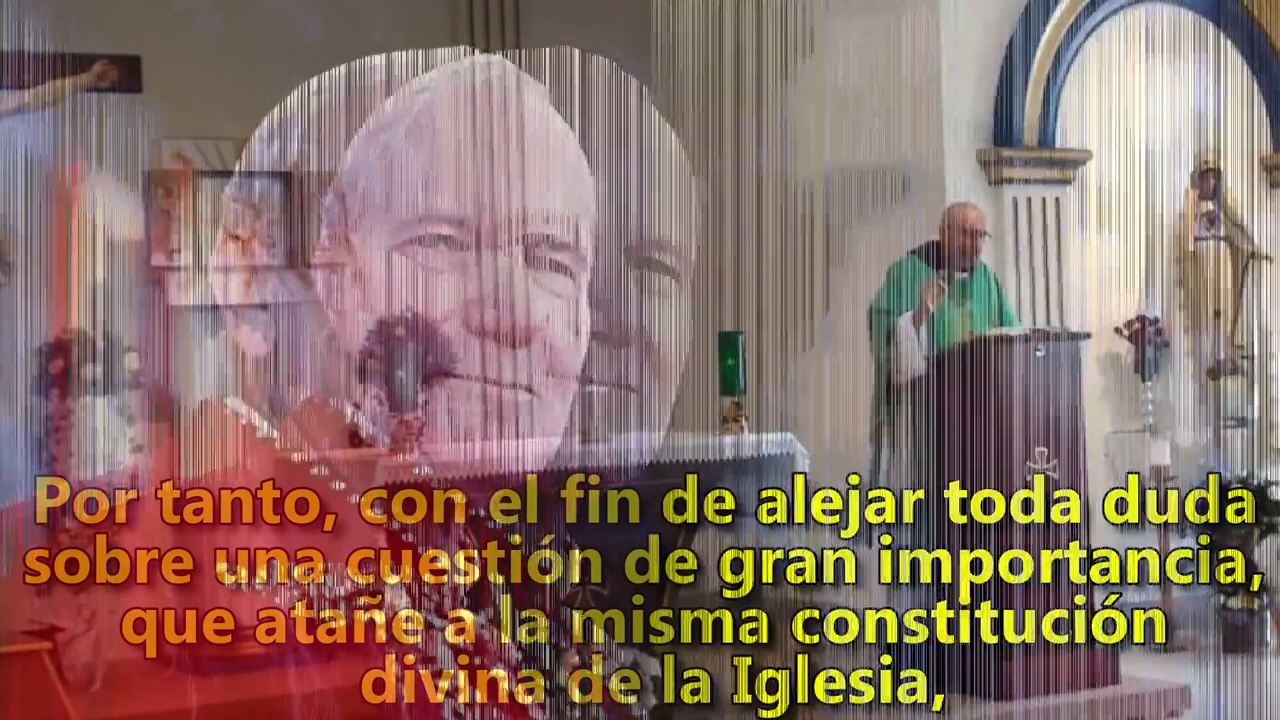 Por tanto, con el fin de alejar toda duda
sobre una cuestión de gran importancia,
que atañe a la misma constitución
divina de la Iglesia,